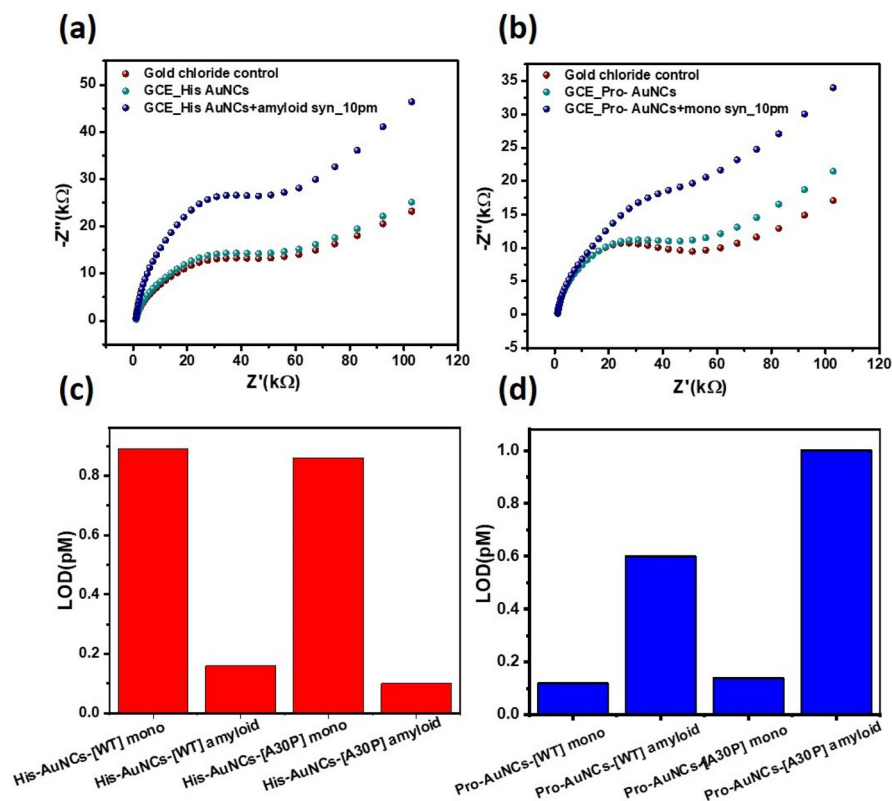 (a)
Gold chloride control
GCE_His AuNCs
GCE_His AuNCs+amyloid syn_10pm
50
40
30
20
10
0
-Z"(kΩ)
0 20 40 60 80 100 120
Z'(kΩ)
(b)
Gold chloride control
GCE_Pro- AuNCs
GCE_Pro- AuNCs+mono syn_10pm
35
30
25
20
15
10
5
0
-5
-Z"(kΩ)
0 20 40 60 80 100 120
Z'(kΩ)
(c)
0.8
0.6
0.4
0.2
0.0
LOD(pM)
His-AuNCs-[WT] mono
His-AuNCs-[WT] amyloid
His-AuNCs-[A30P] mono
His-AuNCs-[A30P] amyloid
(d)
1.0
0.8
0.6
0.4
0.2
0.0
LOD(pM)
Pro-AuNCs-[WT] mono
Pro-AuNCs-[WT] amyloid
Pro-AuNCs-[A30P] mono
Pro-AuNCs-[A30P] amyloid